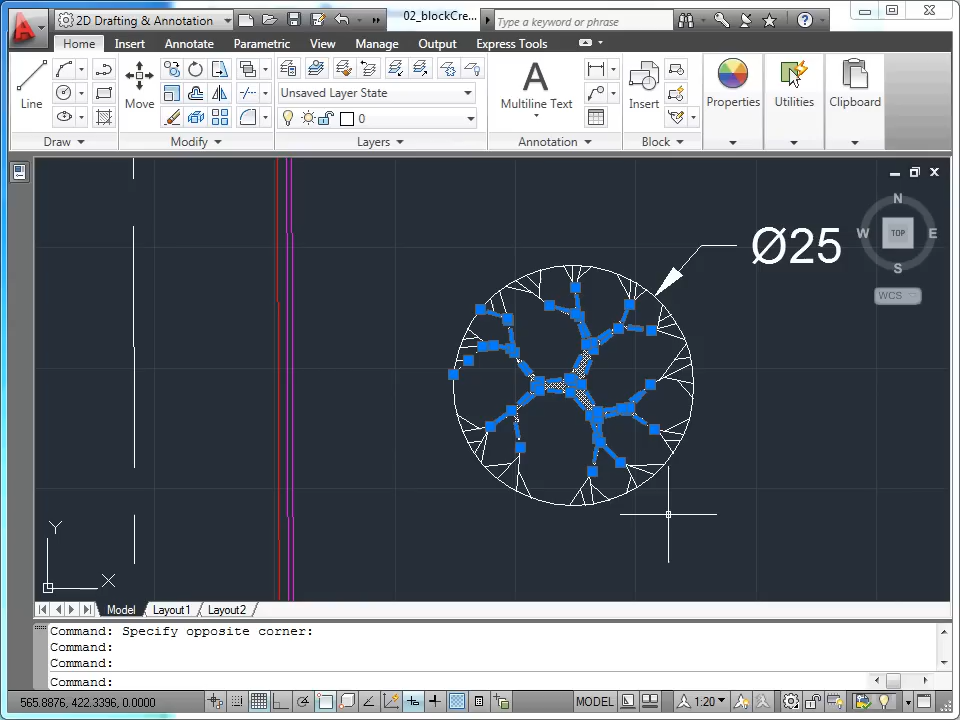 2D Drafting & Annotation
02_blockCre...
Type a keyword or phrase
Home Insert Annotate Parametric View Manage Output Express Tools
Unsaved Layer State
0
Line Move Multiline Text Insert Properties Utilities Clipboard
Draw Modify Layers Annotation Block
Ø25
N
W TOP E
S
WCS
Y
X
Model Layout1 Layout2
Command: Specify opposite corner:
Command:
Command:
Command:
565.8876, 422.3396, 0.0000 MODEL 1:20